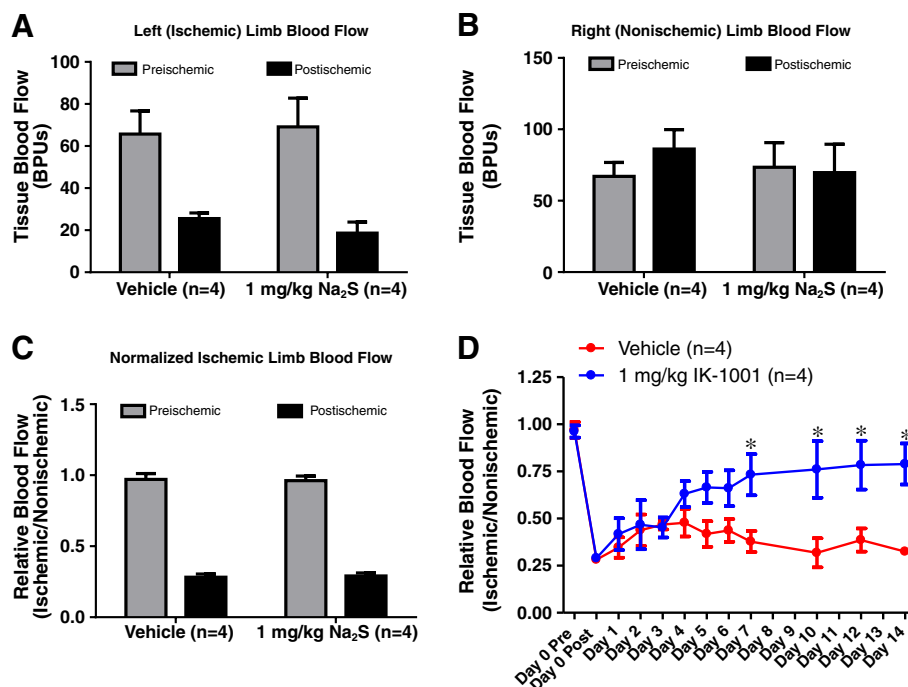 A
Left (Ischemic) Limb Blood Flow
Preischemic
Postischemic
Tissue Blood Flow
(BPUs)
100
80
60
40
20
0
Vehicle (n=4)
1 mg/kg Na₂S (n=4)
B
Right (Nonischemic) Limb Blood Flow
Preischemic
Postischemic
Tissue Blood Flow
(BPUs)
150
100
50
0
Vehicle (n=4)
1 mg/kg Na₂S (n=4)
C
Normalized Ischemic Limb Blood Flow
Preischemic
Postischemic
Relative Blood Flow
(Ischemic/Nonischemic)
1.5
1.0
0.5
0.0
Vehicle (n=4)
1 mg/kg Na₂S (n=4)
D
Vehicle (n=4)
1 mg/kg IK-1001 (n=4)
Relative Blood Flow
(Ischemic/Nonischemic)
1.25
1.00
0.75
0.50
0.25
0.00
* * * *
Day 0 Pre
Day 0 Post
Day 1
Day 2
Day 3
Day 4
Day 5
Day 6
Day 7
Day 8
Day 9
Day 10
Day 11
Day 12
Day 13
Day 14